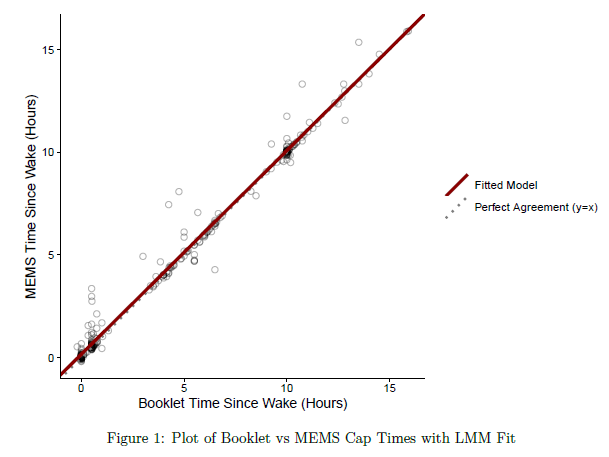 MEMS Time Since Wake (Hours)
15
10
5
0
0 5 10 15
Booklet Time Since Wake (Hours)
Fitted Model
Perfect Agreement (y=x)
Figure 1: Plot of Booklet vs MEMS Cap Times with LMM Fit